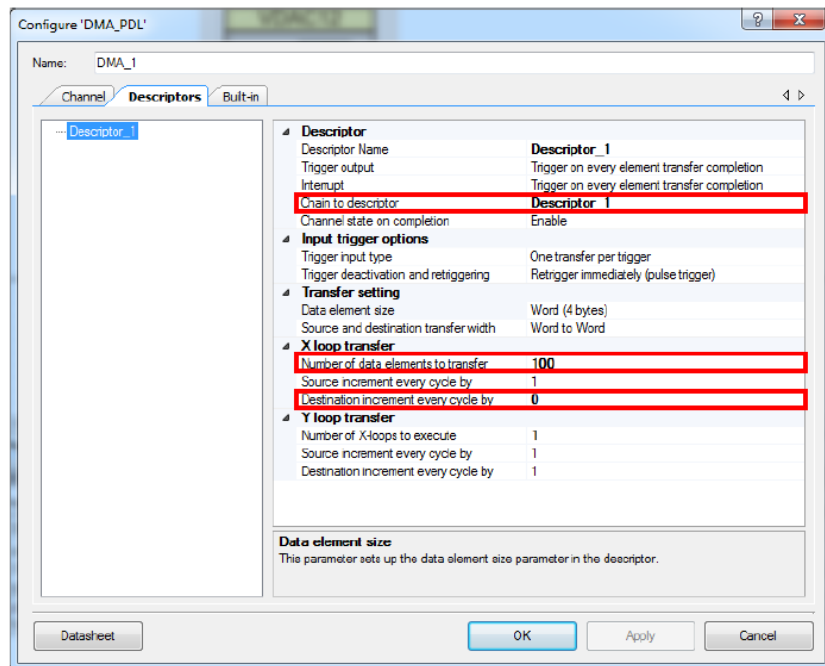 VDAC12
Configure 'DMA_PDL'
? X
Name: DMA_1
Channel Descriptors Built-in
Descriptor_1
Descriptor
Descriptor Name Descriptor_1
Trigger output Trigger on every element transfer completion
Interrupt Trigger on every element transfer completion
Chain to descriptor Descriptor_1
Channel state on completion Enable
Input trigger options
Trigger input type One transfer per trigger
Trigger deactivation and retriggering Retrigger immediately (pulse trigger)
Transfer setting
Data element size Word (4 bytes)
Source and destination transfer width Word to Word
X loop transfer
Number of data elements to transfer 100
Source increment every cycle by 1
Destination increment every cycle by 0
Y loop transfer
Number of X-loops to execute 1
Source increment every cycle by 1
Destination increment every cycle by 1
Data element size
This parameter sets up the data element size parameter in the descriptor.
Datasheet OK Apply Cancel